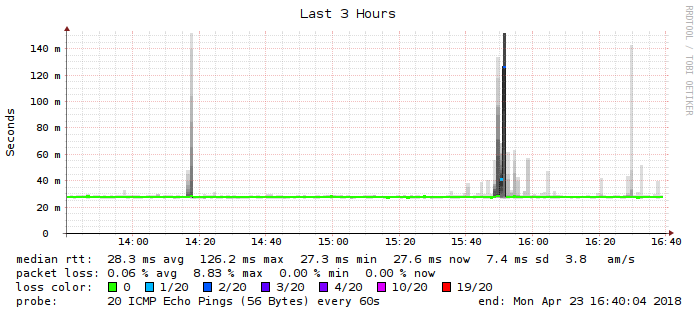 Last 3 Hours
RRDTOOL / TOBI OETIKER
Seconds
140 m
120 m
100 m
80 m
60 m
40 m
20 m
0
14:00 14:20 14:40 15:00 15:20 15:40 16:00 16:20 16:40
median rtt: 28.3 ms avg 126.2 ms max 27.3 ms min 27.6 ms now 7.4 ms sd 3.8 am/s
packet loss: 0.06 % avg 8.83 % max 0.00 % min 0.00 % now
loss color: 0 1/20 2/20 3/20 4/20 10/20 19/20
probe: 20 ICMP Echo Pings (56 Bytes) every 60s end: Mon Apr 23 16:40:04 2018